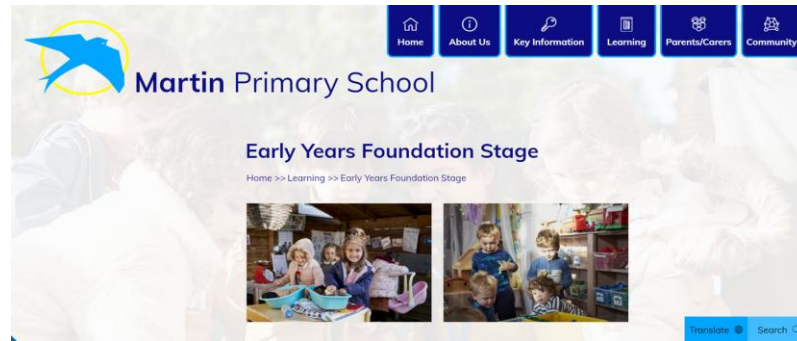 Home
About Us
Key Information
Learning
Parents/Carers
Community
Martin Primary School
Early Years Foundation Stage
Home >> Learning >> Early Years Foundation Stage
Translate
Search